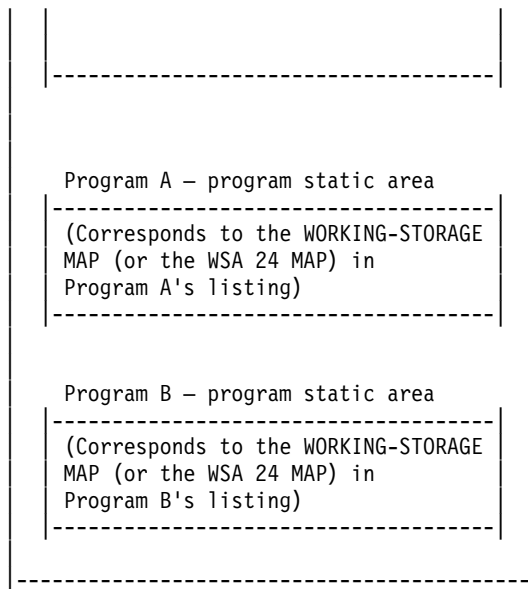 Program A — program static area
(Corresponds to the WORKING-STORAGE
MAP (or the WSA 24 MAP) in
Program A's listing)
Program B — program static area
(Corresponds to the WORKING-STORAGE
MAP (or the WSA 24 MAP) in
Program B's listing)